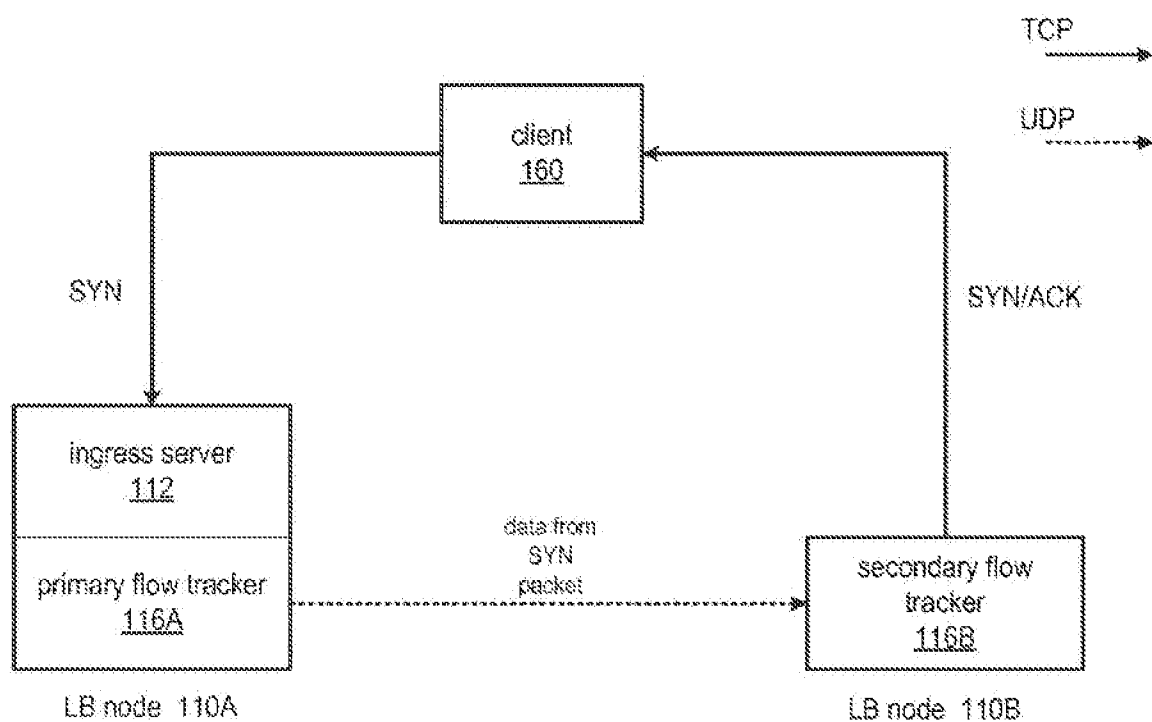 TCP
UDP
client
160
SYN
SYN/ACK
ingress server
112
primary flow tracker
116A
data from
SYN
packet
secondary flow
tracker
116B
LB node 110A
LB node 110B